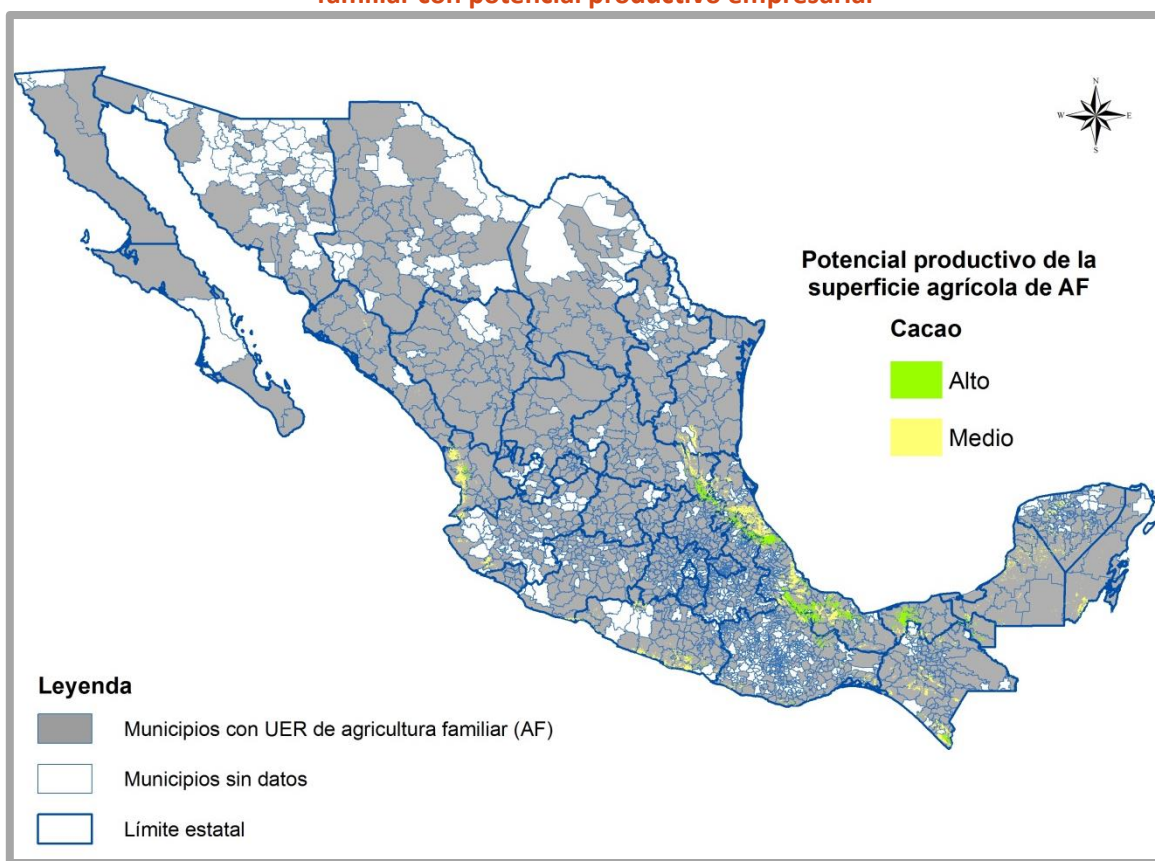 familiar con potencial productivo empresarial
N
W
E
S
Potencial productivo de la
superficie agrícola de AF
Cacao
Alto
Medio
Leyenda
Municipios con UER de agricultura familiar (AF)
Municipios sin datos
Límite estatal